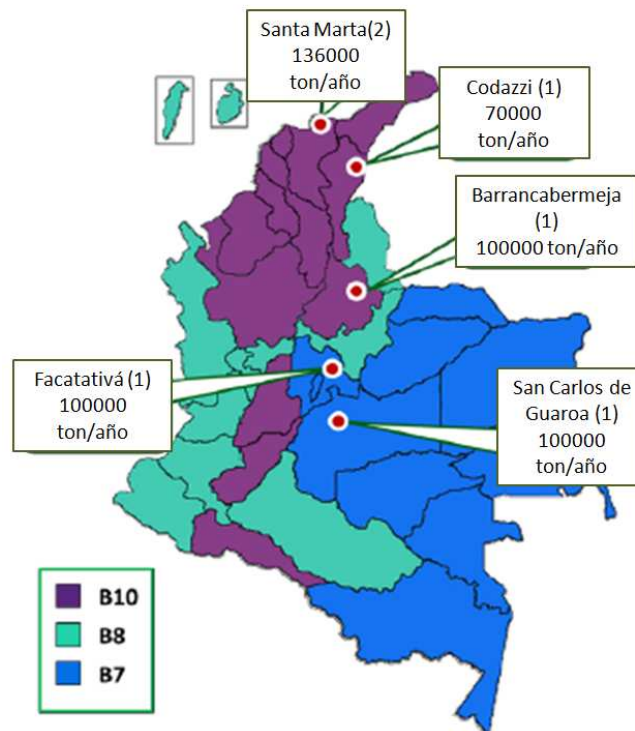 Santa Marta(2)
136000
ton/año
Codazzi (1)
70000
ton/año
Barrancabermeja
(1)
100000 ton/año
Facatativá (1)
100000
ton/año
San Carlos de
Guaroa (1)
100000
ton/año
B10
B8
B7